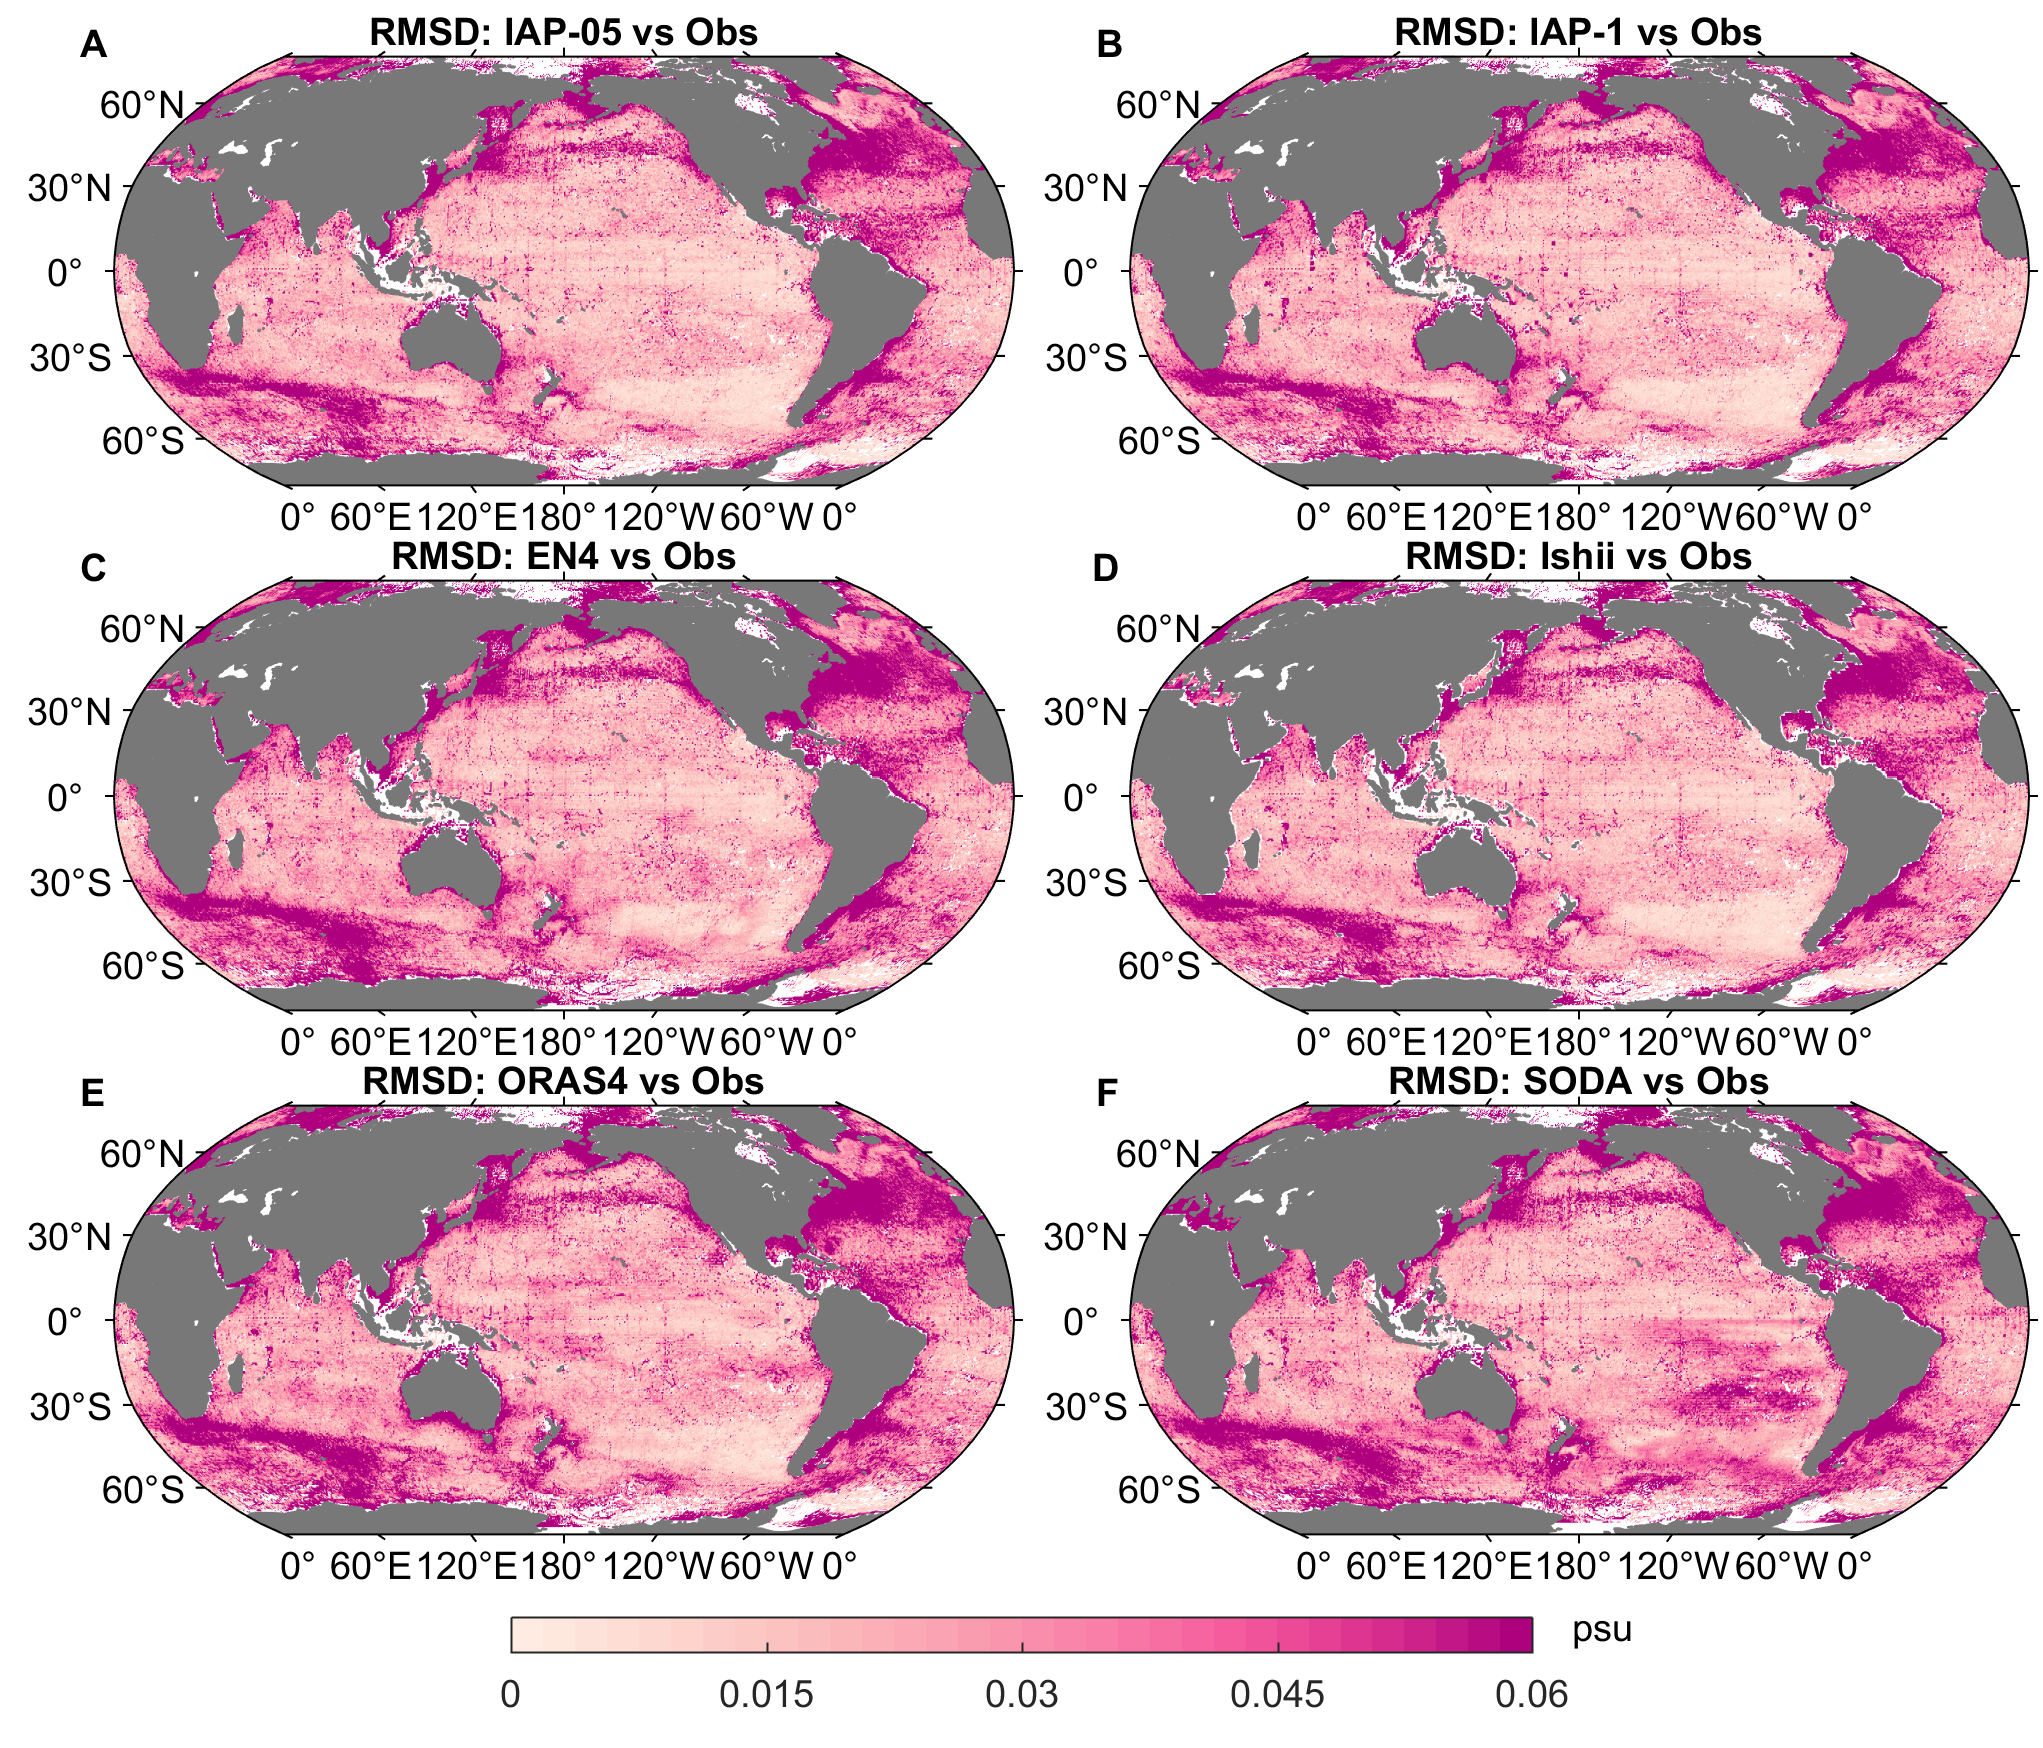 A
RMSD: IAP-05 vs Obs
60°N
30°N
0°
30°S
60°S
0° 60°E 120°E 180° 120°W 60°W 0°
B
RMSD: IAP-1 vs Obs
60°N
30°N
0°
30°S
60°S
0° 60°E 120°E 180° 120°W 60°W 0°
C
RMSD: EN4 vs Obs
60°N
30°N
0°
30°S
60°S
0° 60°E 120°E 180° 120°W 60°W 0°
D
RMSD: Ishii vs Obs
60°N
30°N
0°
30°S
60°S
0° 60°E 120°E 180° 120°W 60°W 0°
E
RMSD: ORAS4 vs Obs
60°N
30°N
0°
30°S
60°S
0° 60°E 120°E 180° 120°W 60°W 0°
F
RMSD: SODA vs Obs
60°N
30°N
0°
30°S
60°S
0° 60°E 120°E 180° 120°W 60°W 0°
psu
0 0.015 0.03 0.045 0.06